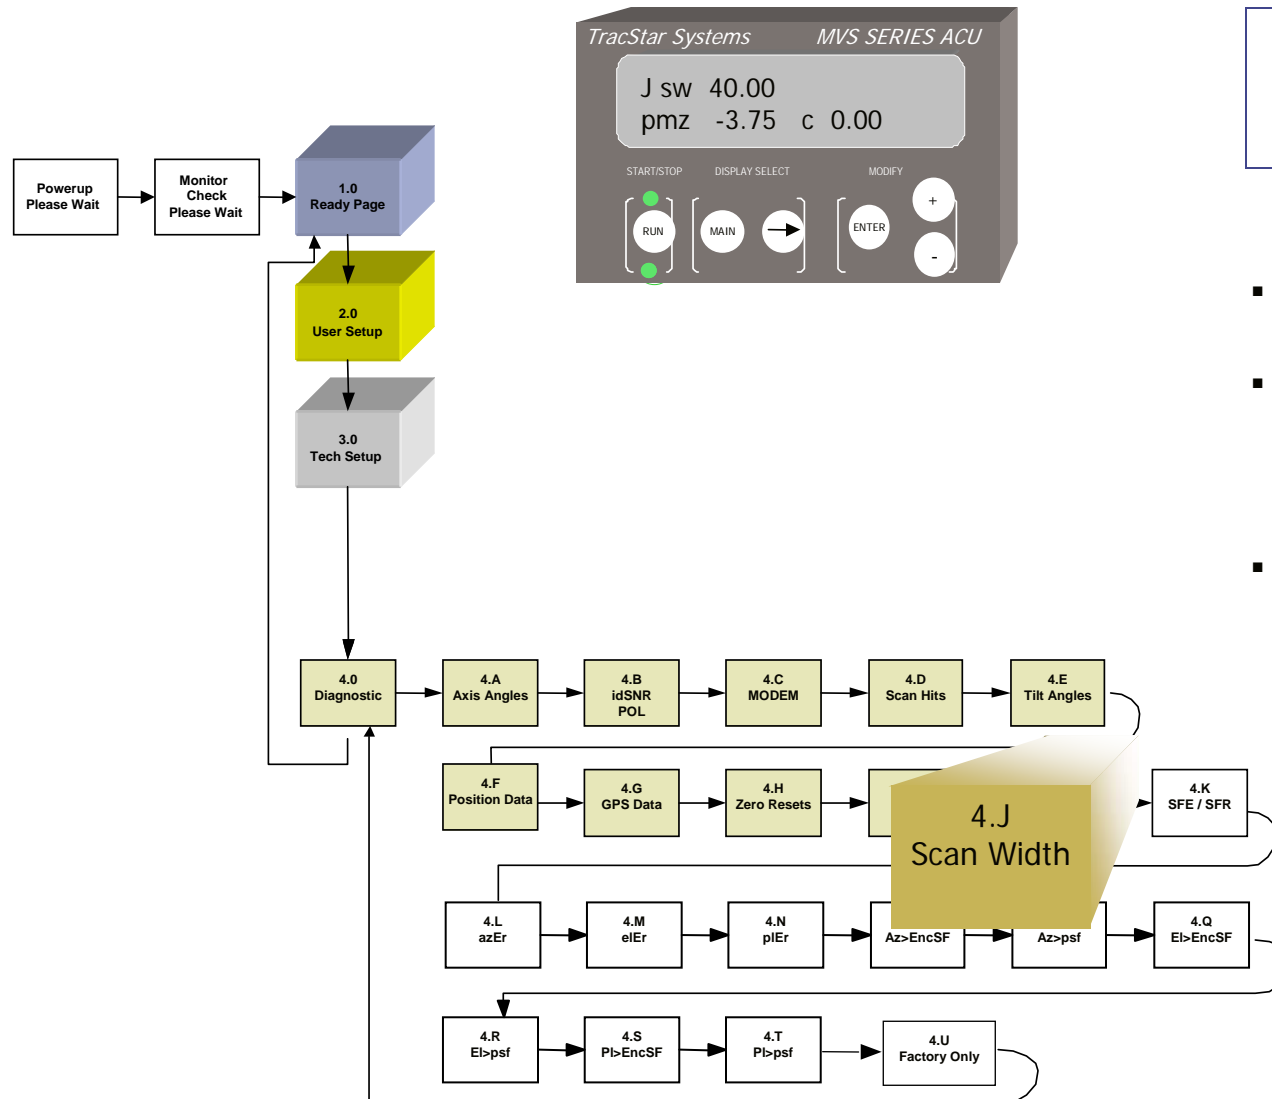 TracStar Systems MVS SERIES ACU
J sw 40.00
pmz -3.75 c 0.00
START/STOP DISPLAY SELECT MODIFY
RUN MAIN ENTER + -
Powerup
Please Wait
Monitor
Check
Please Wait
1.0
Ready Page
2.0
User Setup
3.0
Tech Setup
4.0
Diagnostic
4.A
Axis Angles
4.B
idSNR
POL
4.C
MODEM
4.D
Scan Hits
4.E
Tilt Angles
4.F
Position Data
4.G
GPS Data
4.H
Zero Resets
4.J
Scan Width
4.K
SFE / SFR
4.L
azEr
4.M
elEr
4.N
plEr
Az>EncSF
Az>psf
4.Q
El>EncSF
4.R
El>psf
4.S
Pl>EncSF
4.T
Pl>psf
4.U
Factory Only